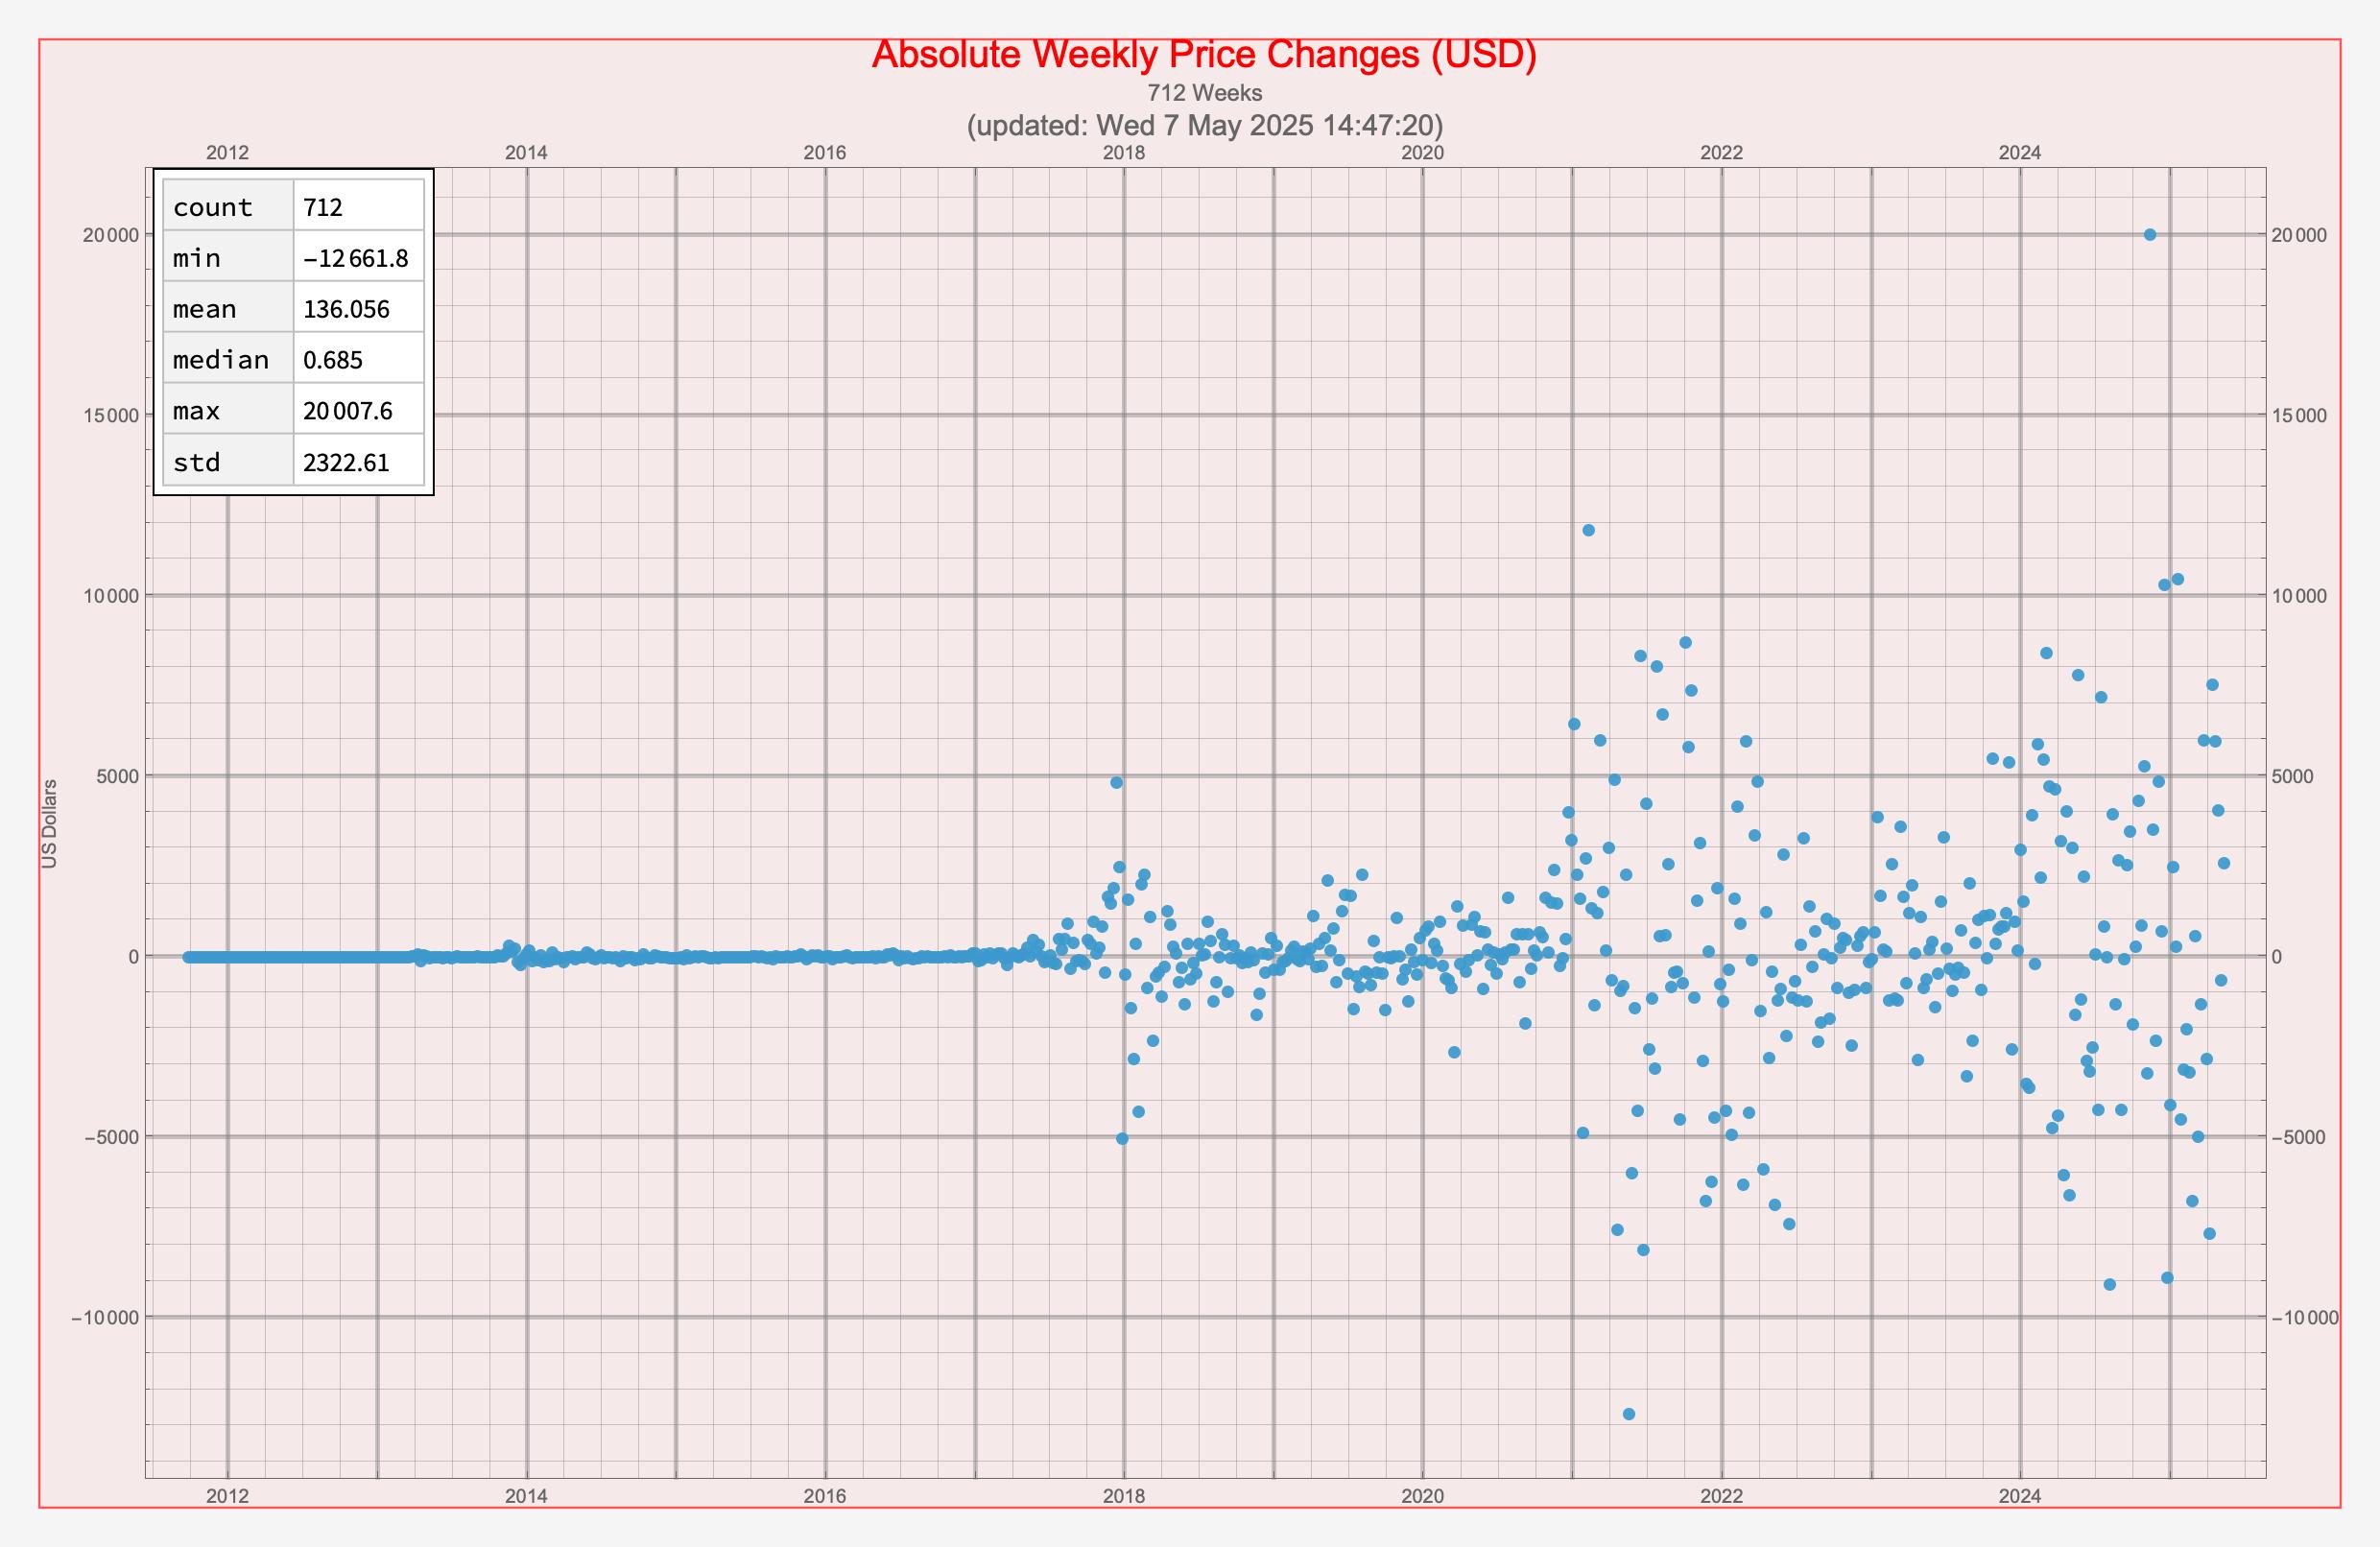 Absolute Weekly Price Changes (USD)
712 Weeks
(updated: Wed 7 May 2025 14:47:20)
2012 2014 2016 2018 2020 2022 2024
count 712
min −12 661.8
mean 136.056
median 0.685
max 20 007.6
std 2322.61
US Dollars
20 000 20 000
15 000 15 000
10 000 10 000
5000 5000
0 0
−5000 −5000
−10 000 −10 000
2012 2014 2016 2018 2020 2022 2024